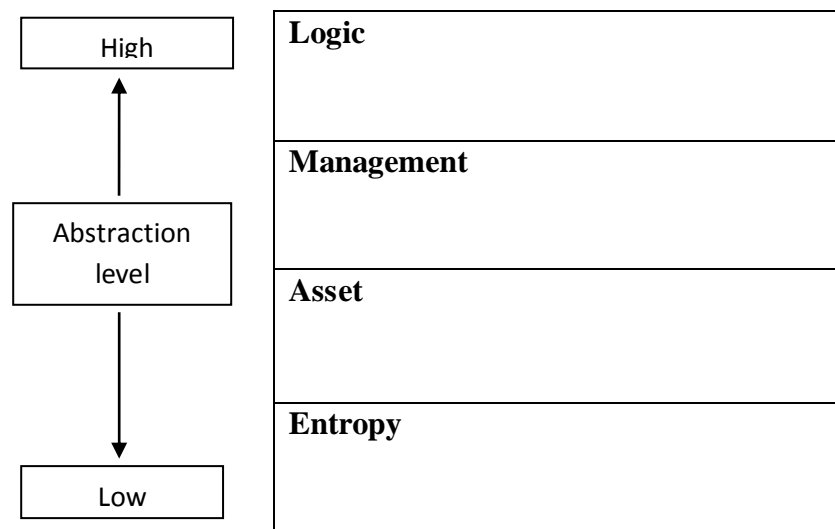 High
Logic
Management
Abstraction
level
Asset
Entropy
Low